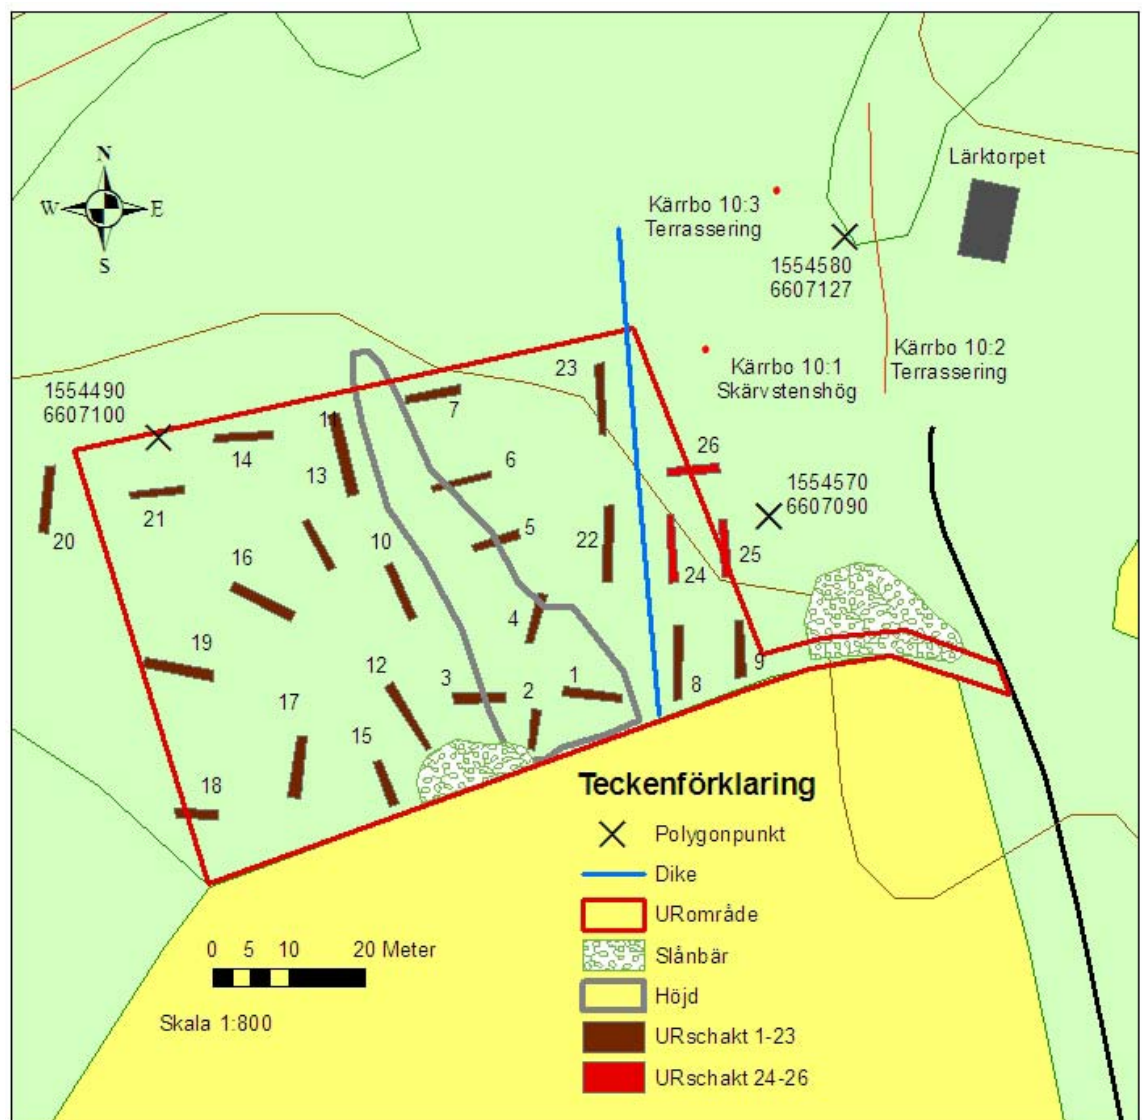 N
W E
S
Lärktorpet
Kärrbo 10:3
Terrassering
1554580
6607127
Kärrbo 10:2
Terrassering
Kärrbo 10:1
Skärvstenshög
1554490
6607100
23
7
11
14
13
26
6
1554570
6607090
20
21
5
22
25
16
10
24
4
19
12
3
1
9
17
2
8
15
18
Teckenförklaring
Polygonpunkt
Dike
URområde
Slånbär
Höjd
URschakt 1-23
URschakt 24-26
0 5 10 20 Meter
Skala 1:800